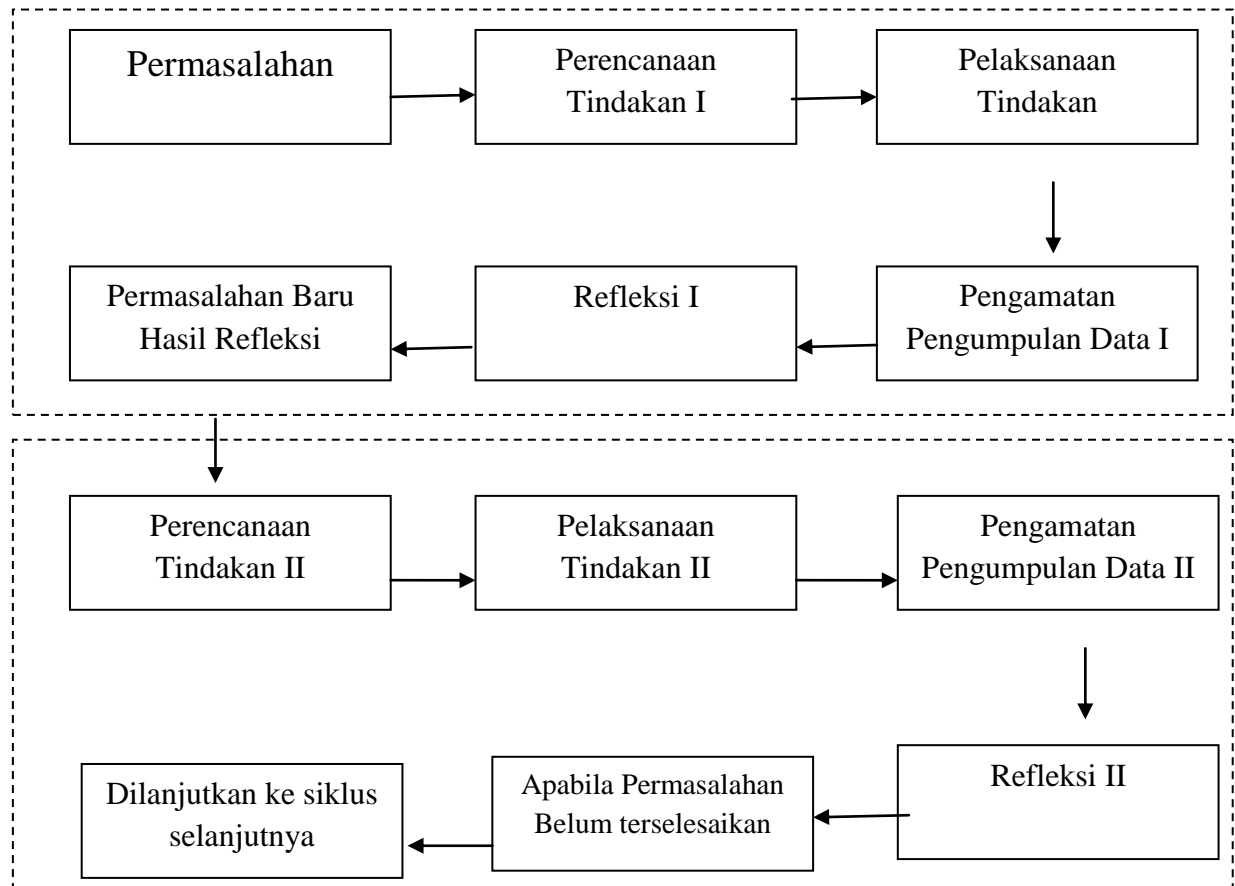 Permasalahan
Perencanaan
Tindakan I
Pelaksanaan
Tindakan
Pengamatan
Pengumpulan Data I
Refleksi I
Permasalahan Baru
Hasil Refleksi
Perencanaan
Tindakan II
Pelaksanaan
Tindakan II
Pengamatan
Pengumpulan Data II
Refleksi II
Apabila Permasalahan
Belum terselesaikan
Dilanjutkan ke siklus
selanjutnya